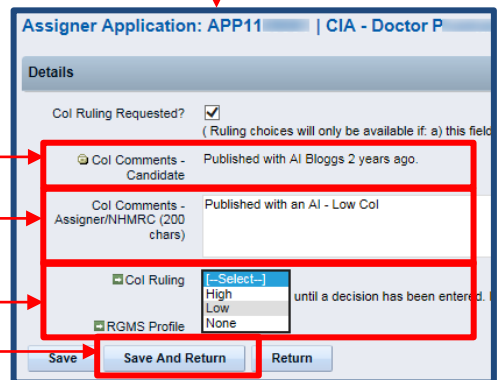 Assigner Application: APP11 | CIA - Doctor P
Details
CoI Ruling Requested?
( Ruling choices will only be available if: a) this field
CoI Comments - Candidate
Published with AI Bloggs 2 years ago.
CoI Comments - Assigner/NHMRC (200 chars)
Published with an AI - Low CoI
CoI Ruling
[--Select--]
High
Low
None
until a decision has been entered.
RGMS Profile
Save
Save And Return
Return